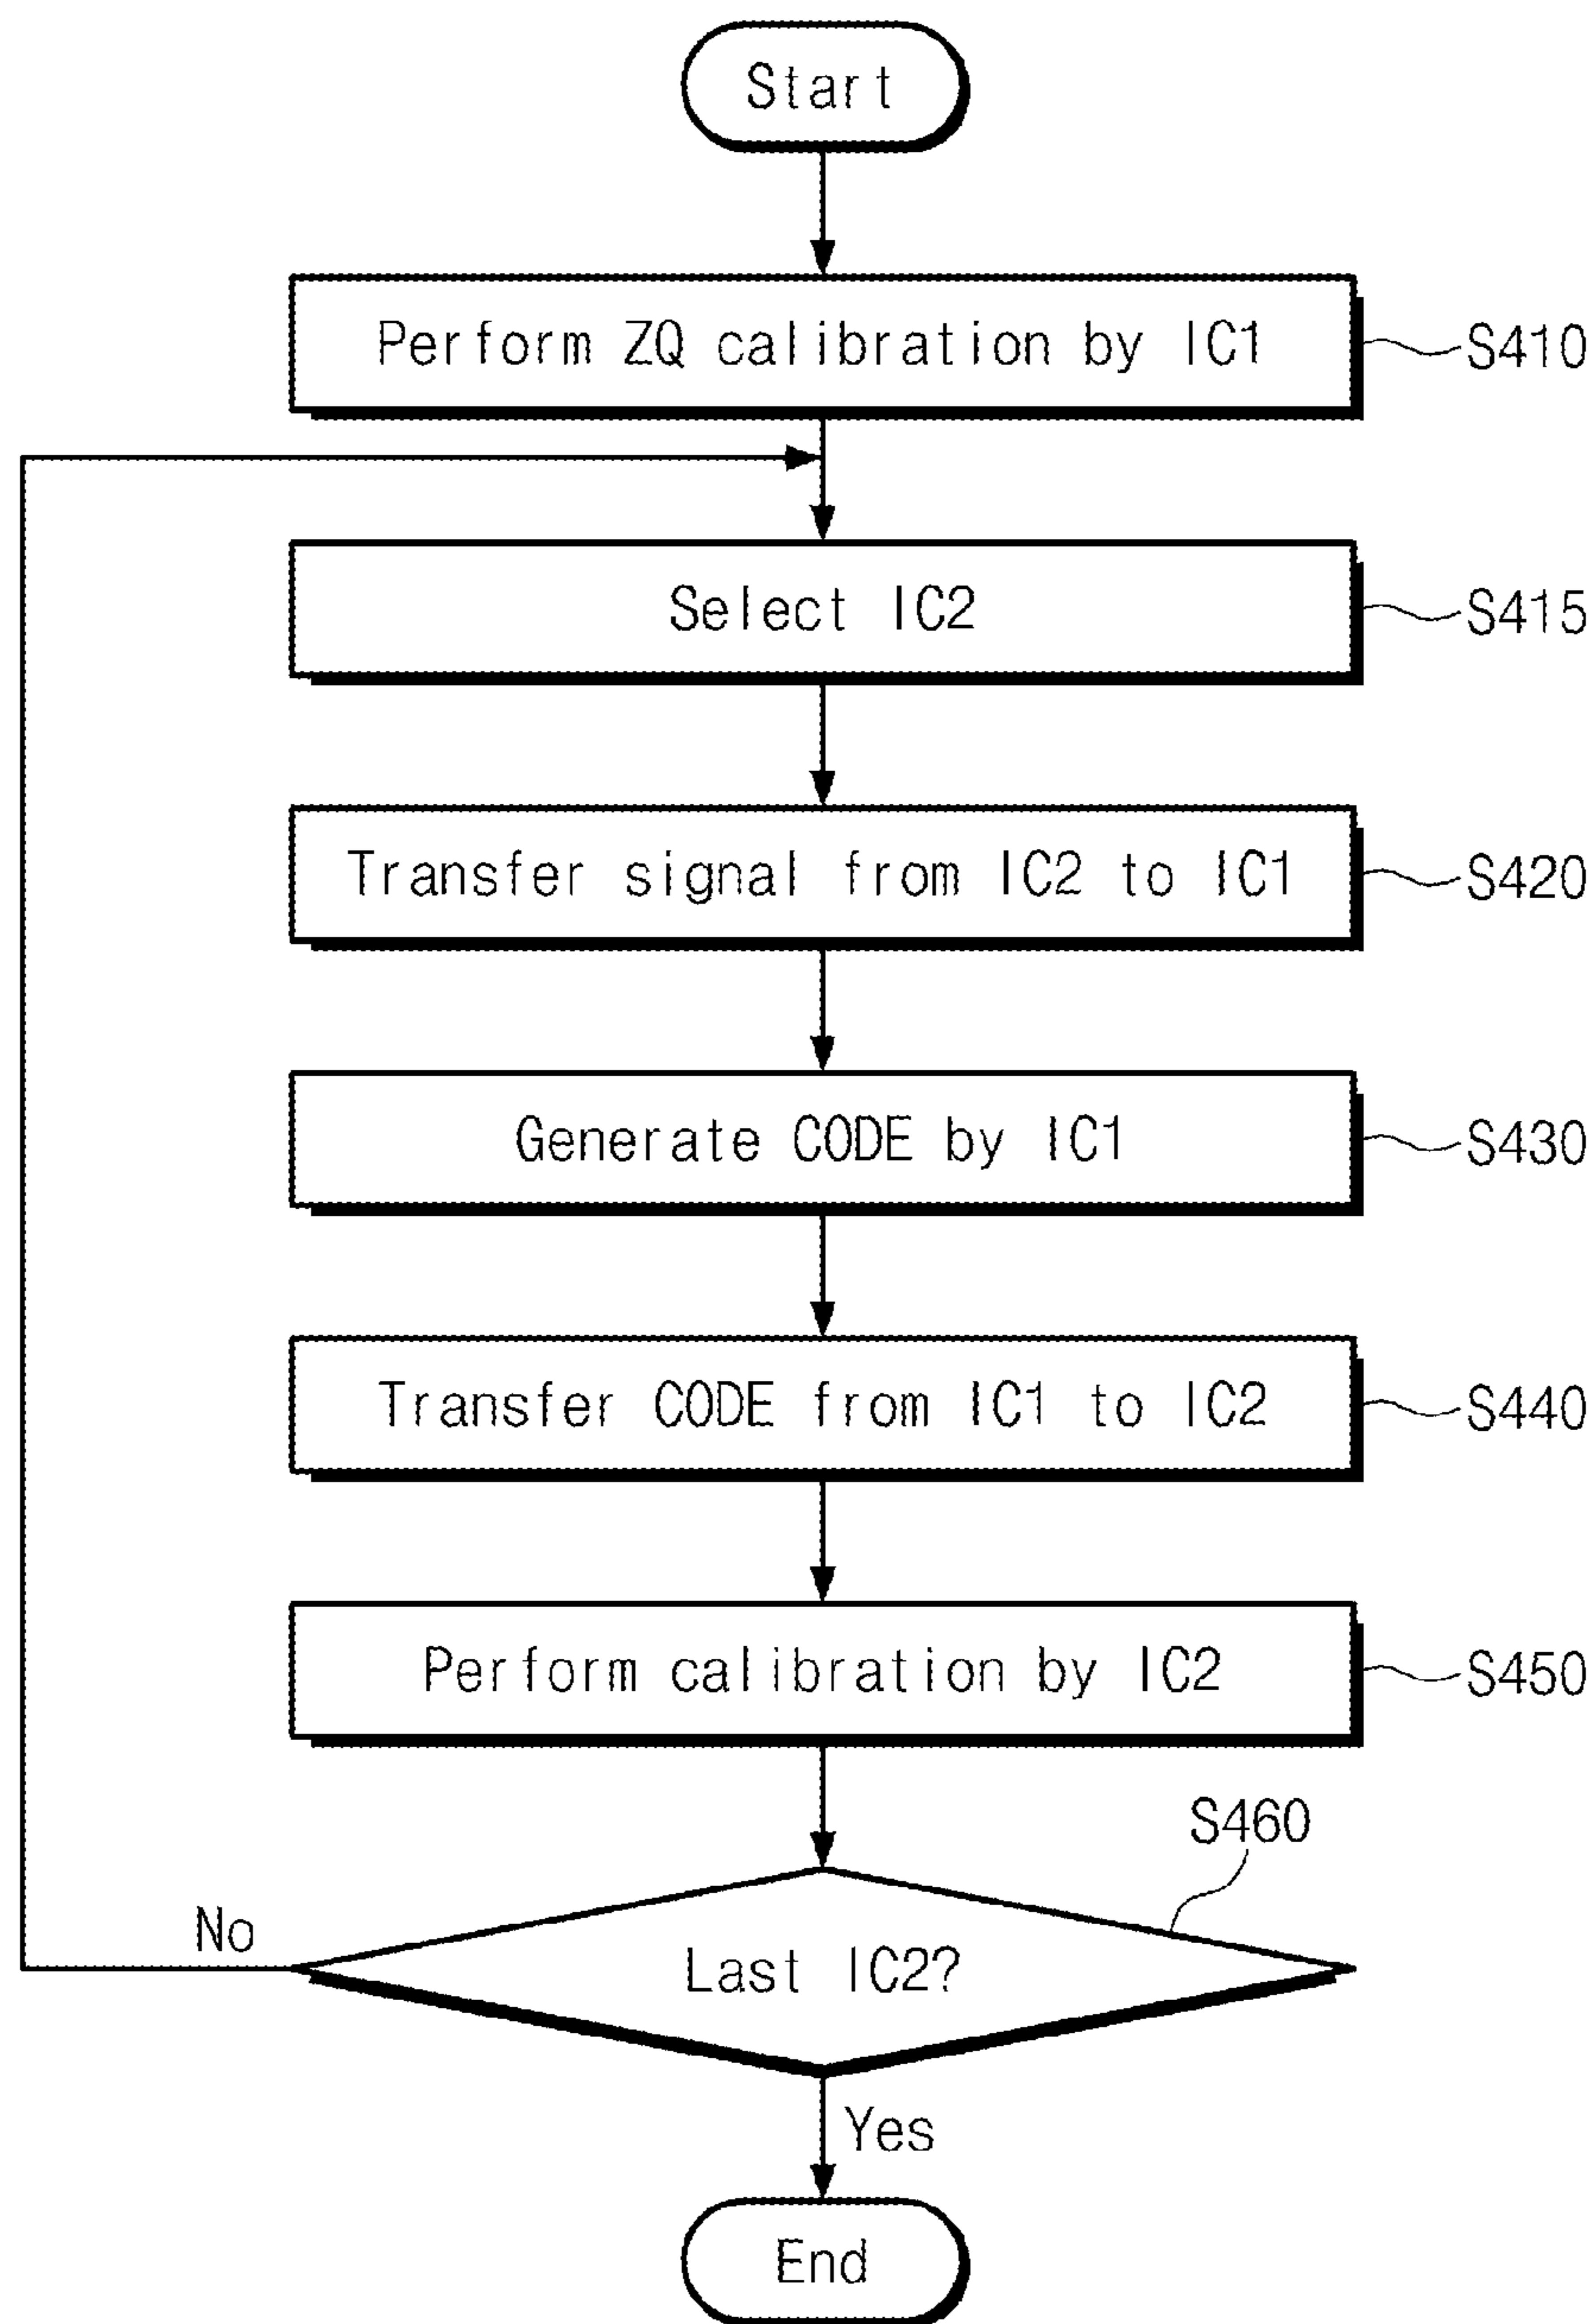 Start
Perform ZQ calibration by IC1
S410
Select IC2
S415
Transfer signal from IC2 to IC1
S420
Generate CODE by IC1
S430
Transfer CODE from IC1 to IC2
S440
Perform calibration by IC2
S450
S460
No
Last IC2?
Yes
End